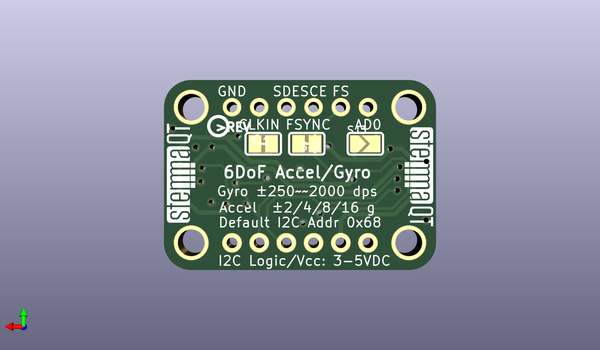 GND SDESCE FS
>REV CLKIN FSYNC AD0
6DoF Accel/Gyro
Gyro ±250~~2000 dps
Accel ±2/4/8/16 g
Default I2C Addr 0x68
I2C Logic/Vcc: 3-5VDC
stemmaQT
stemmaQT